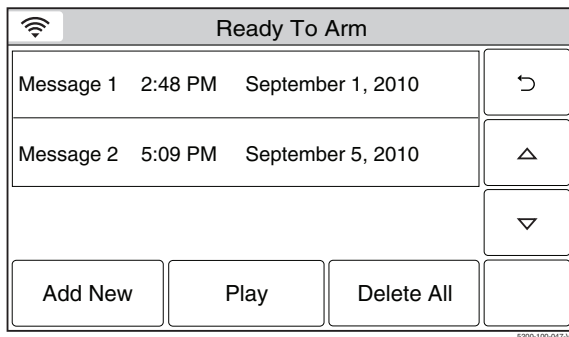 Ready To Arm
Message 1 2:48 PM September 1, 2010
Message 2 5:09 PM September 5, 2010
Add New Play Delete All